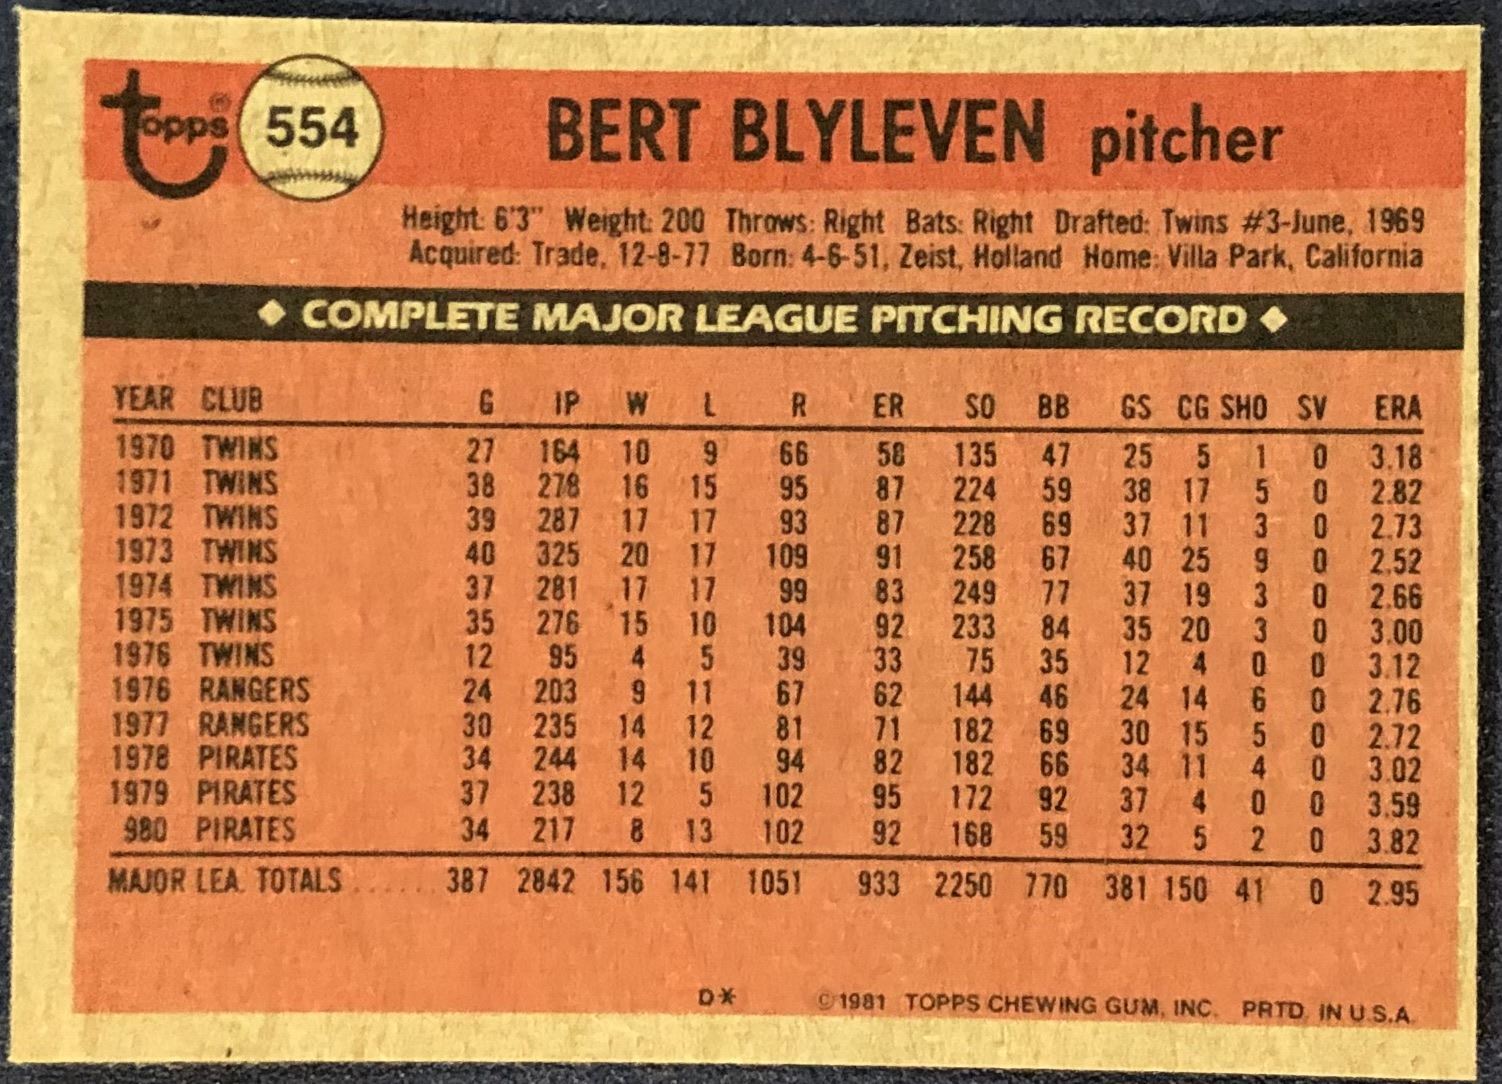 topps® 554 BERT BLYLEVEN pitcher
Height: 6'3" Weight: 200 Throws: Right Bats: Right Drafted: Twins #3-June, 1969
Acquired: Trade, 12-8-77 Born: 4-6-51, Zeist, Holland Home: Villa Park, California
◆ COMPLETE MAJOR LEAGUE PITCHING RECORD ◆
YEAR CLUB G IP W L R ER SO BB GS CG SHO SV ERA
1970 TWINS 27 164 10 9 66 58 135 47 25 5 1 0 3.18
1971 TWINS 38 278 16 15 95 87 224 59 38 17 5 0 2.82
1972 TWINS 39 287 17 17 93 87 228 69 37 11 3 0 2.73
1973 TWINS 40 325 20 17 109 91 258 67 40 25 9 0 2.52
1974 TWINS 37 281 17 17 99 83 249 77 37 19 3 0 2.66
1975 TWINS 35 276 15 10 104 92 233 84 35 20 3 0 3.00
1976 TWINS 12 95 4 5 39 33 75 35 12 4 0 0 3.12
1976 RANGERS 24 203 9 11 67 62 144 46 24 14 6 0 2.76
1977 RANGERS 30 235 14 12 81 71 182 69 30 15 5 0 2.72
1978 PIRATES 34 244 14 10 94 82 182 66 34 11 4 0 3.02
1979 PIRATES 37 238 12 5 102 95 172 92 37 4 0 0 3.59
980 PIRATES 34 217 8 13 102 92 168 59 32 5 2 0 3.82
MAJOR LEA. TOTALS ...... 387 2842 156 141 1051 933 2250 770 381 150 41 0 2.95
D* © 1981 TOPPS CHEWING GUM, INC. PRTD. IN U.S.A.